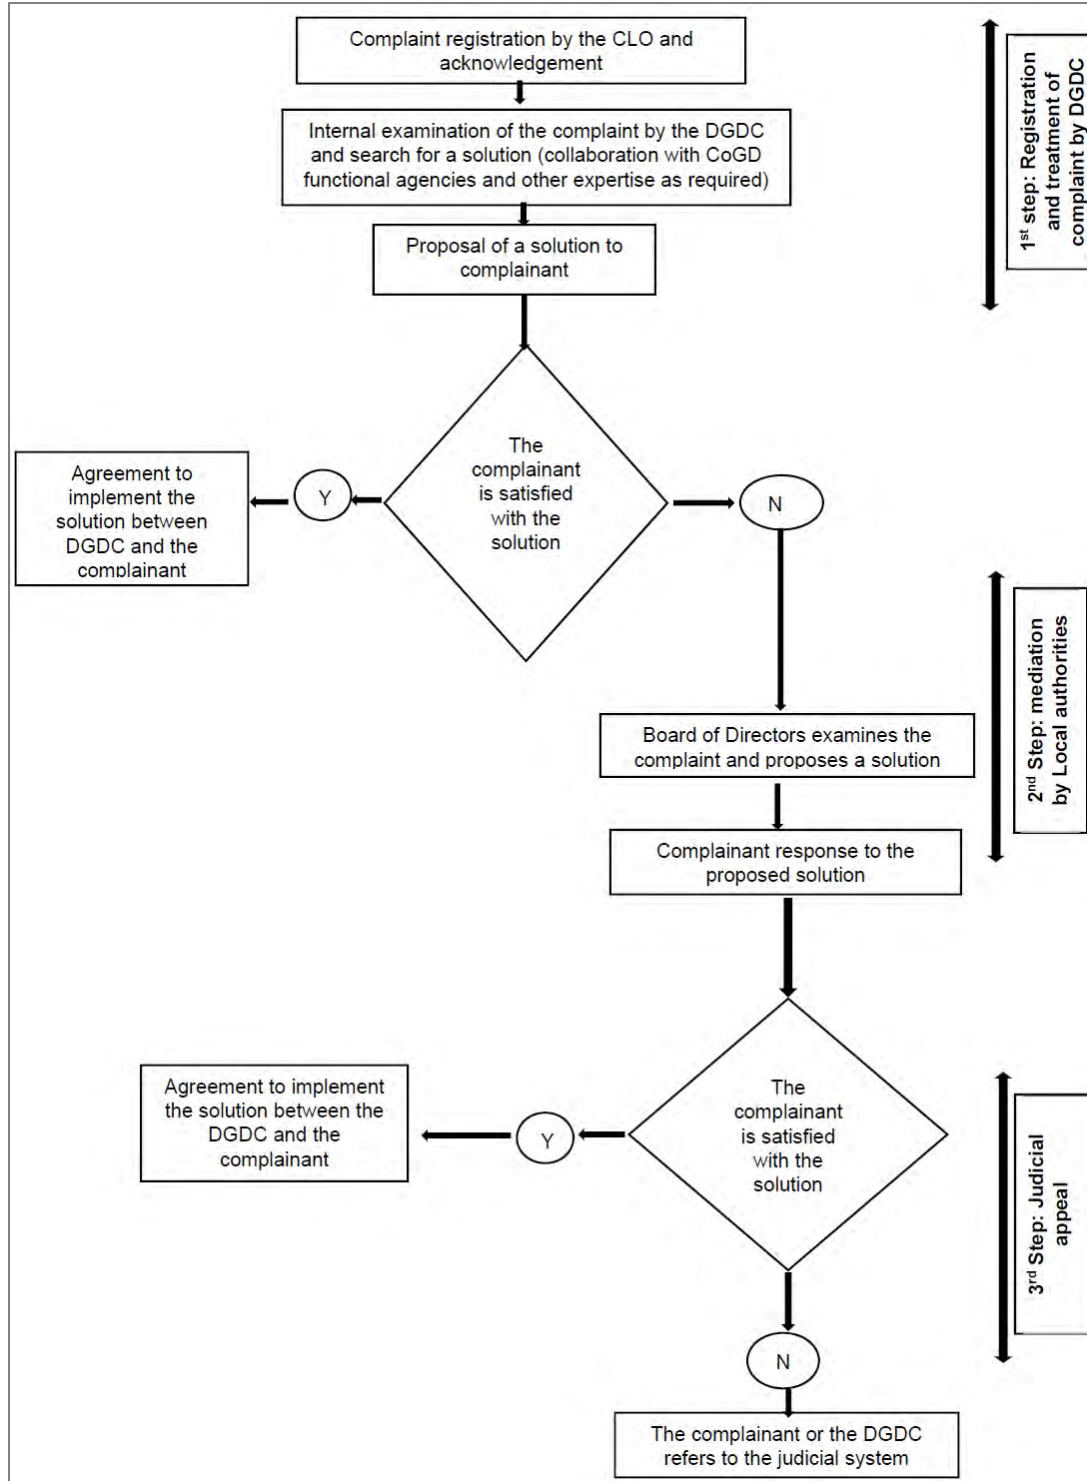 Complaint registration by the CLO and
acknowledgement
Internal examination of the complaint by the DGDC
and search for a solution (collaboration with CoGD
functional agencies and other expertise as required)
Proposal of a solution to
complainant
1st step: Registration
and treatment of
complaint by DGDC
The
complainant
is satisfied
with the
solution
Y
N
Agreement to
implement the
solution between
DGDC and the
complainant
2nd Step: mediation
by Local authorities
Board of Directors examines the
complaint and proposes a solution
Complainant response to the
proposed solution
The
complainant
is satisfied
with the
solution
Y
Agreement to implement
the solution between the
DGDC and the
complainant
3rd Step: Judicial
appeal
N
The complainant or the DGDC
refers to the judicial system